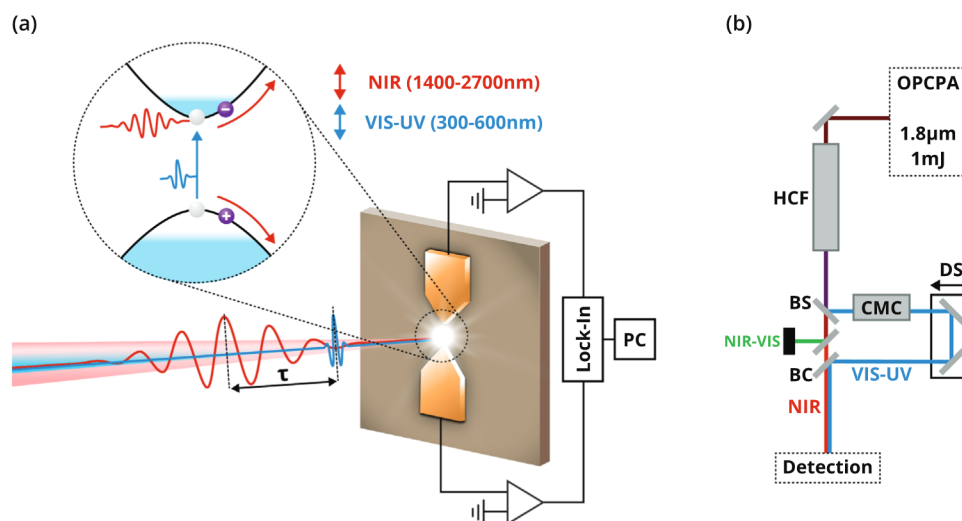 (a)
NIR (1400-2700nm)
VIS-UV (300-600nm)
−
+
τ
Lock-In
PC
(b)
OPCPA
1.8μm
1mJ
HCF
DS
BS
CMC
NIR-VIS
BC
VIS-UV
NIR
Detection